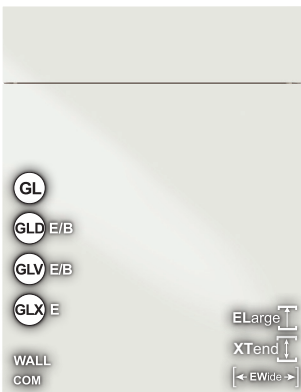 GL
GLD E/B
GLV E/B
GLX E
ELarge
XTend
WALL
COM
EWide